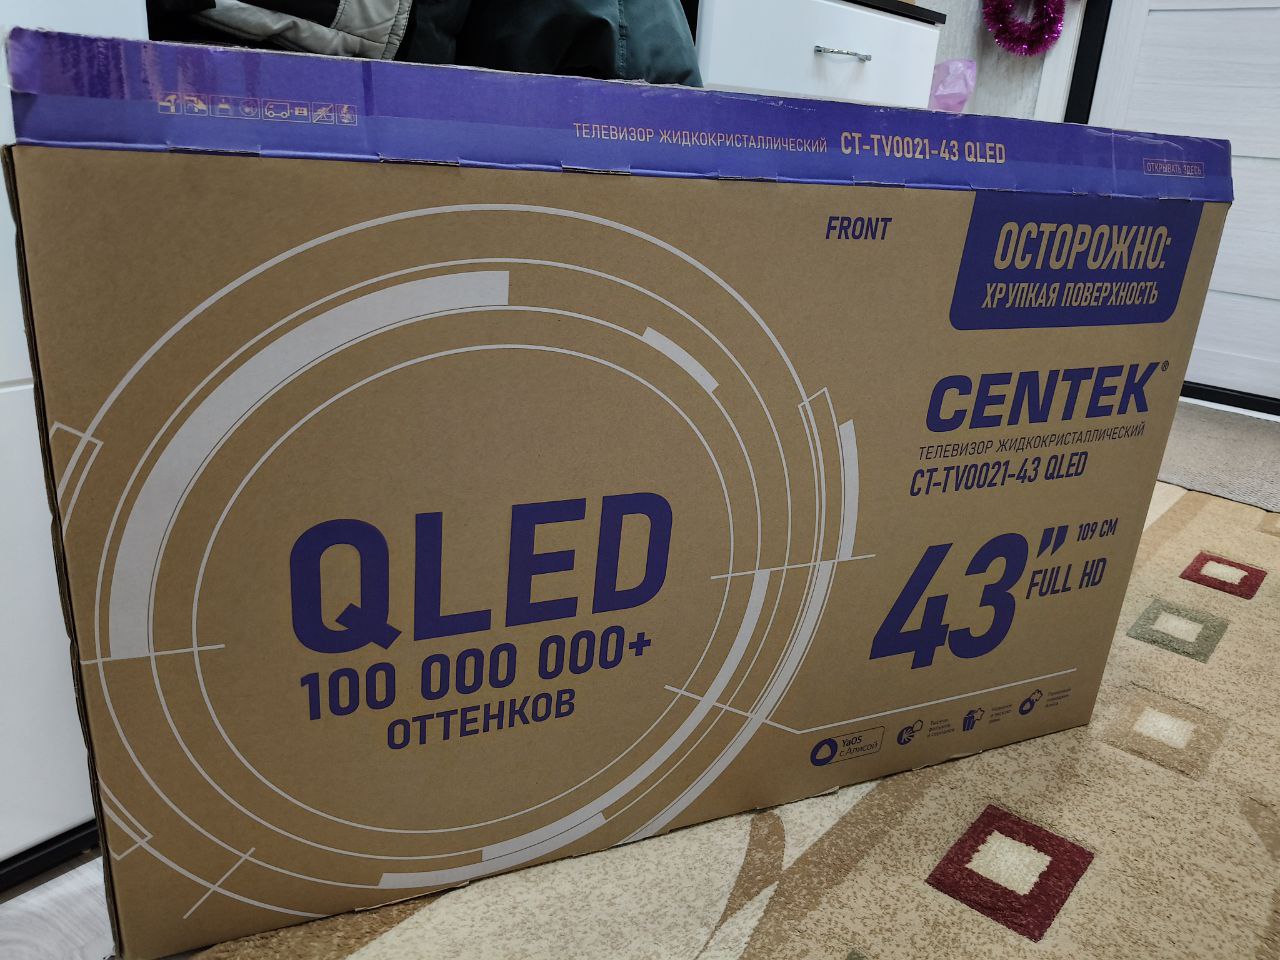 ТЕЛЕВИЗОР ЖИДКОКРИСТАЛЛИЧЕСКИЙ CT-TV0021-43 QLED
ОТКРЫВАТЬ ЗДЕСЬ
FRONT
ОСТОРОЖНО:
ХРУПКАЯ ПОВЕРХНОСТЬ
CENTEK®
ТЕЛЕВИЗОР ЖИДКОКРИСТАЛЛИЧЕСКИЙ
CT-TV0021-43 QLED
43” 109 СМ
FULL HD
QLED
100 000 000+
ОТТЕНКОВ
YaOS
с Алисой